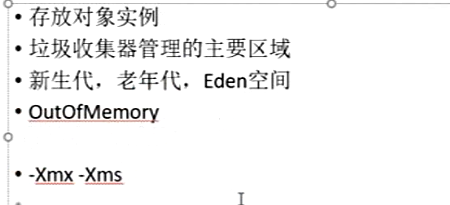 • 存放对象实例
• 垃圾收集器管理的主要区域
• 新生代，老年代，Eden空间
• OutOfMemory
• -Xmx -Xms